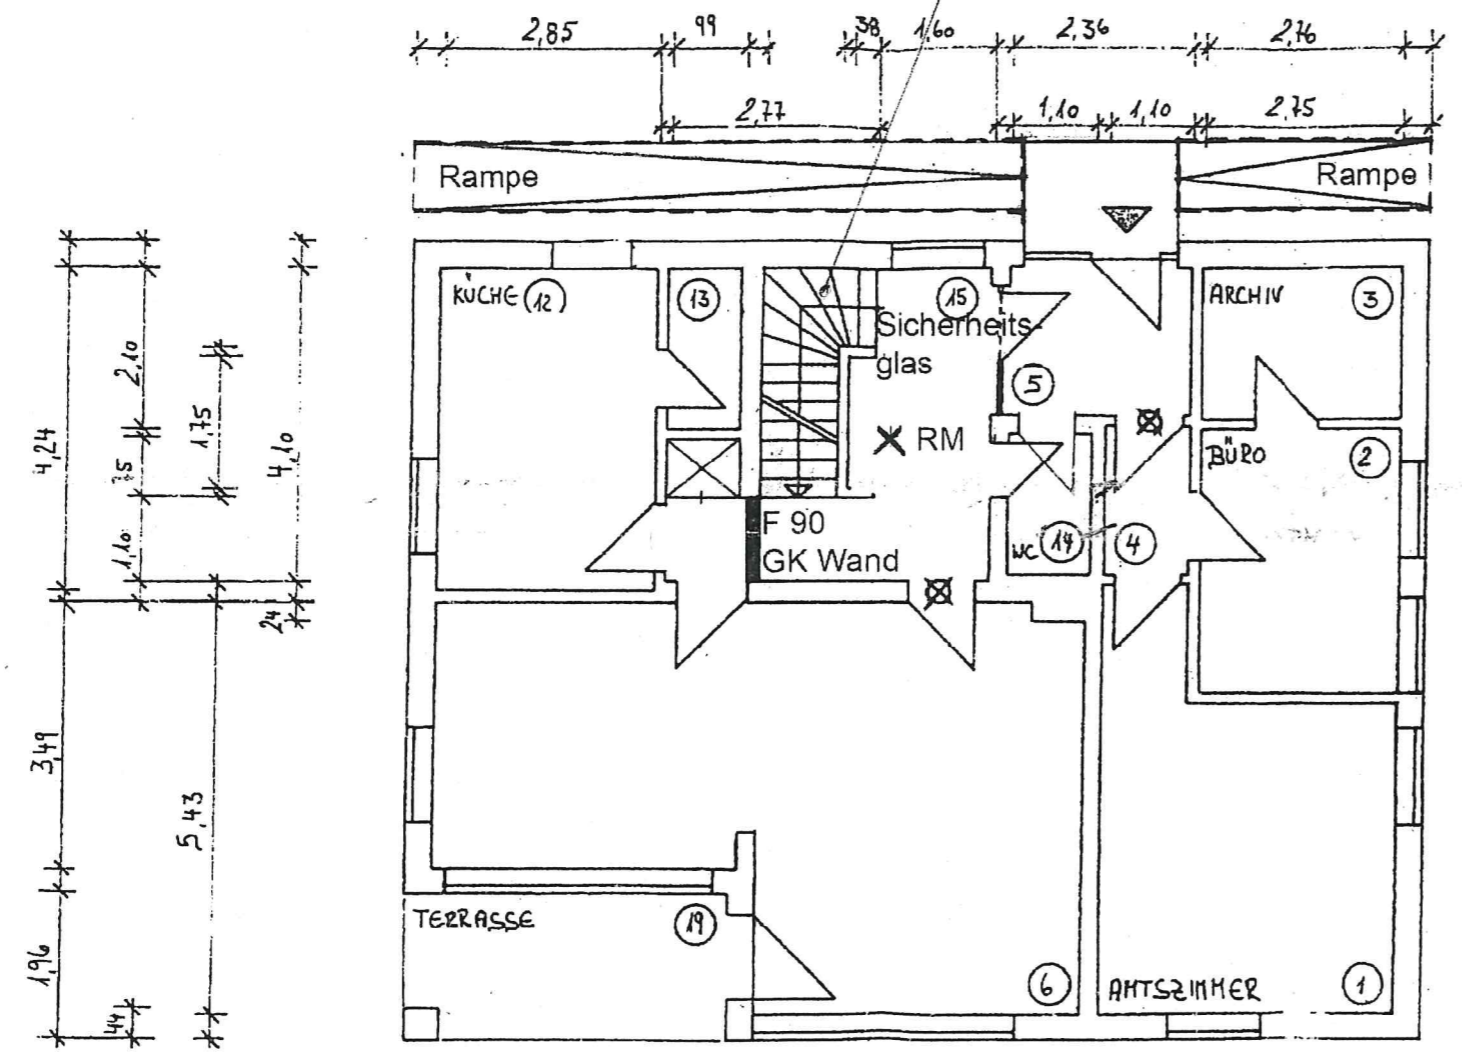 2,85
99
38
1,60
2,36
2,76
2,77
1,10
1,10
2,75
Rampe
Rampe
KÜCHE 12
13
15
ARCHIV
3
Sicherheits-
glas
5
RM
BÜRO
2
F 90
GK Wand
WC 14
4
4,24
2,10
1,75
4,10
35
1,10
24
3,49
5,43
1,96
44
TERRASSE
19
6
AMTSZIMMER
1